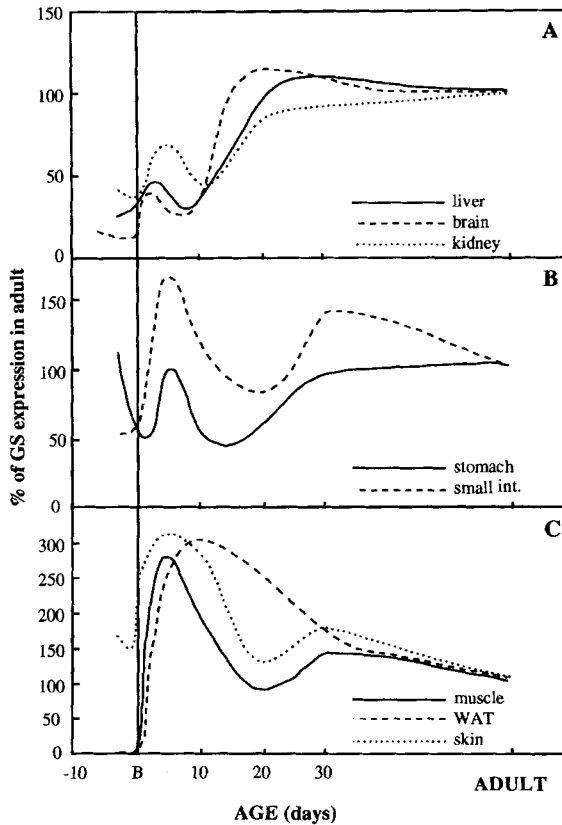 % of GS expression in adult
A
150
100
50
0
liver
brain
kidney
B
150
100
50
0
stomach
small int.
C
300
250
200
150
100
50
0
muscle
WAT
skin
-10 B 10 20 30 ADULT
AGE (days)